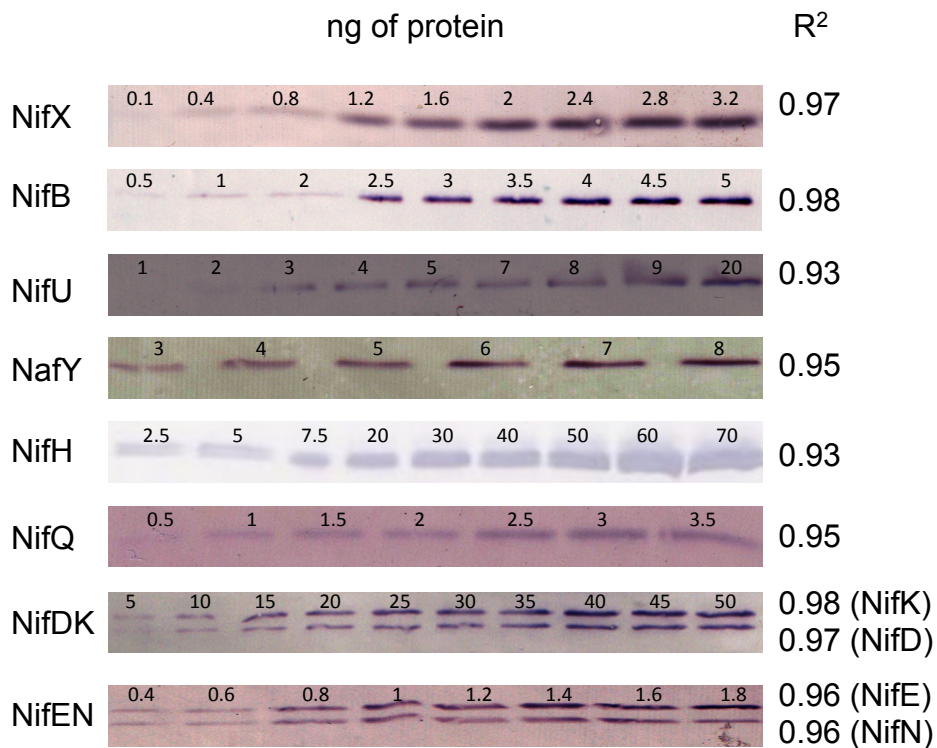 ng of protein R²
NifX 0.1 0.4 0.8 1.2 1.6 2 2.4 2.8 3.2 0.97
NifB 0.5 1 2 2.5 3 3.5 4 4.5 5 0.98
NifU 1 2 3 4 5 7 8 9 20 0.93
NafY 3 4 5 6 7 8 0.95
NifH 2.5 5 7.5 20 30 40 50 60 70 0.93
NifQ 0.5 1 1.5 2 2.5 3 3.5 0.95
NifDK 5 10 15 20 25 30 35 40 45 50 0.98 (NifK)
0.97 (NifD)
NifEN 0.4 0.6 0.8 1 1.2 1.4 1.6 1.8 0.96 (NifE)
0.96 (NifN)